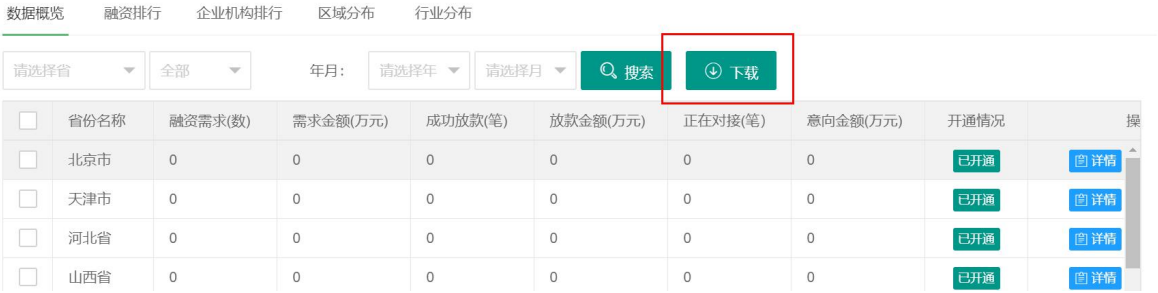 数据概览 融资排行 企业机构排行 区域分布 行业分布
请选择省 全部 年月: 请选择年 请选择月 搜索 下载
省份名称 融资需求(数) 需求金额(万元) 成功放款(笔) 放款金额(万元) 正在对接(笔) 意向金额(万元) 开通情况 操
北京市 0 0 0 0 0 0 已开通 详情
天津市 0 0 0 0 0 0 已开通 详情
河北省 0 0 0 0 0 0 已开通 详情
山西省 0 0 0 0 0 0 已开通 详情